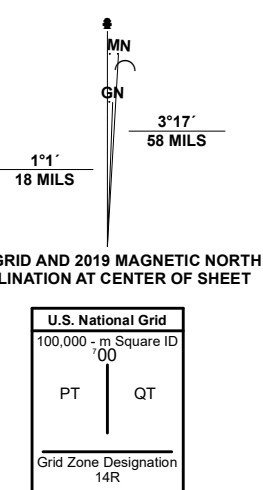 MN
GN
3°17´
58 MILS
1°1´
18 MILS
GRID AND 2019 MAGNETIC NORTH
LINATION AT CENTER OF SHEET
U.S. National Grid
100,000 - m Square ID
⁷00
PT QT
Grid Zone Designation
14R